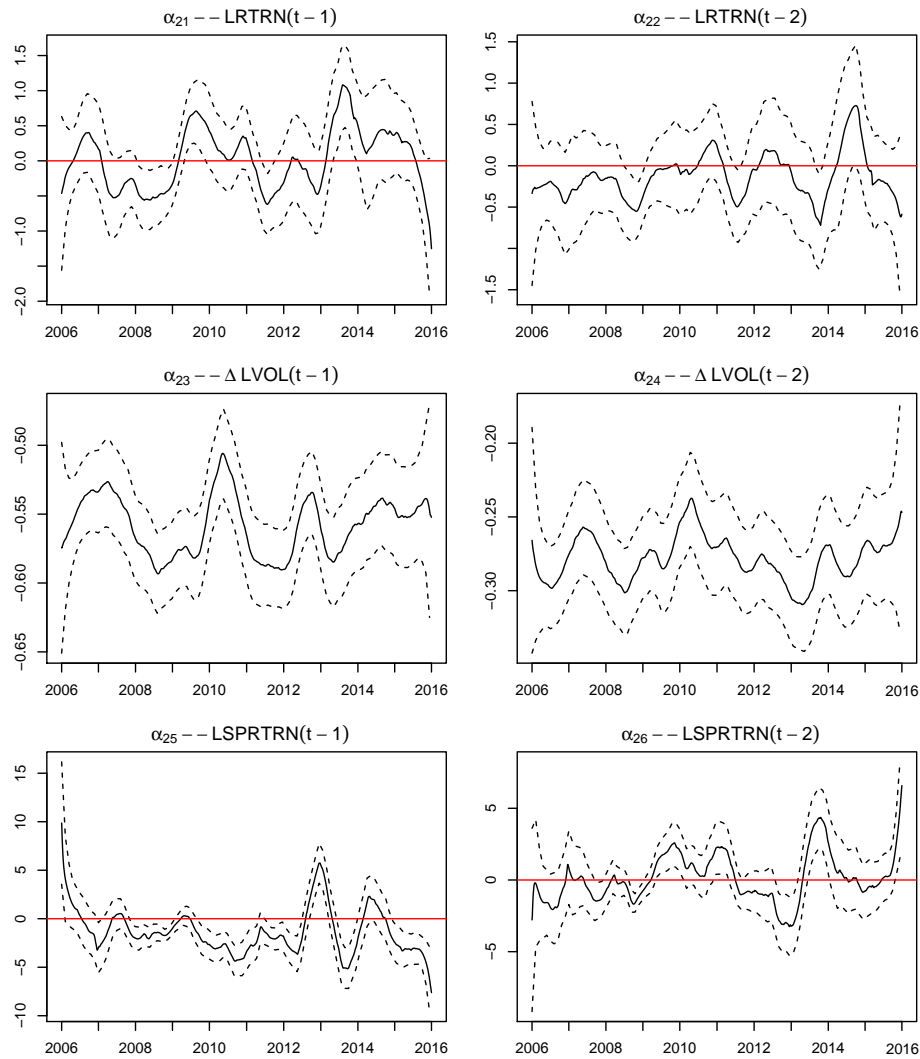 α21 −− LRTRN(t − 1)
1.5
1.0
0.5
0.0
-1.0
-2.0
2006 2008 2010 2012 2014 2016
α22 −− LRTRN(t − 2)
1.5
1.0
0.5
0.0
-0.5
-1.5
2006 2008 2010 2012 2014 2016
α23 −− Δ LVOL(t − 1)
-0.50
-0.55
-0.60
-0.65
2006 2008 2010 2012 2014 2016
α24 −− Δ LVOL(t − 2)
-0.20
-0.25
-0.30
2006 2008 2010 2012 2014 2016
α25 −− LSPRTRN(t − 1)
15
10
5
0
-5
-10
2006 2008 2010 2012 2014 2016
α26 −− LSPRTRN(t − 2)
5
0
-5
2006 2008 2010 2012 2014 2016